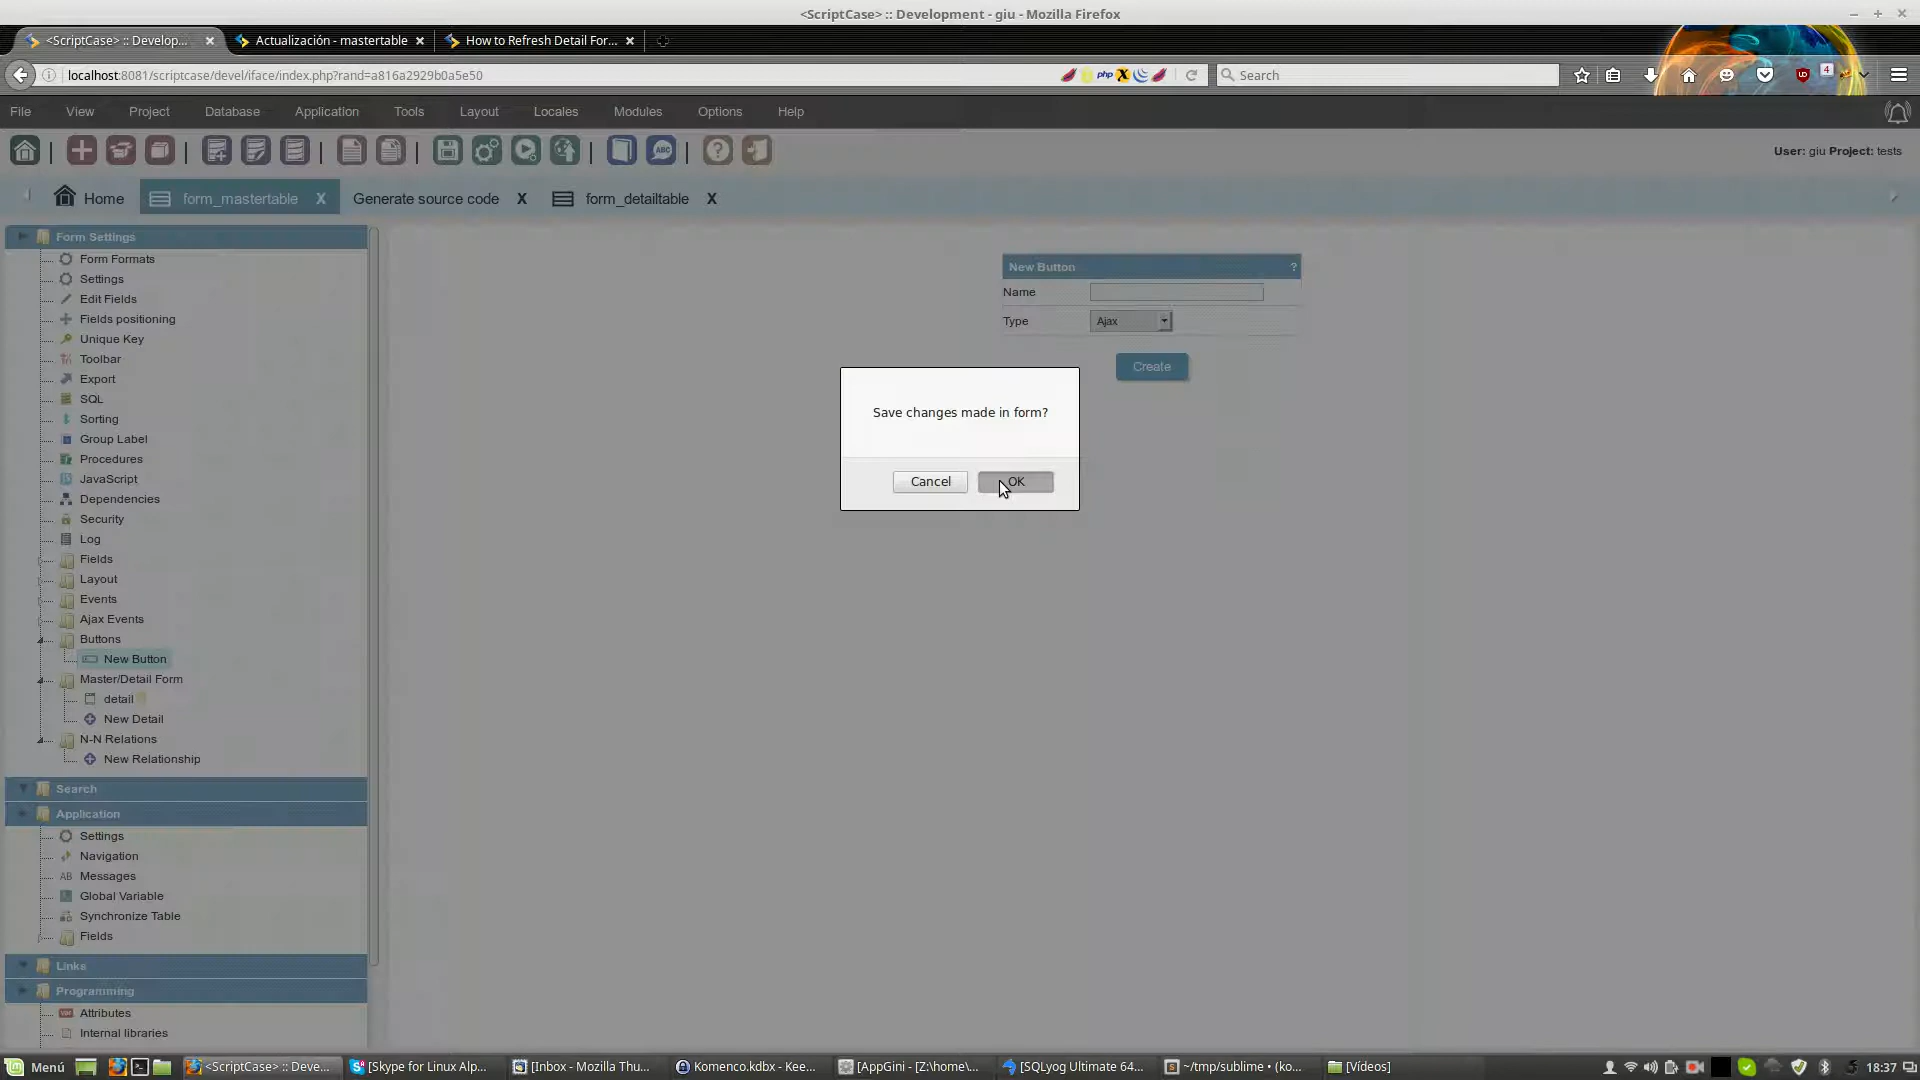 <ScriptCase> :: Development - giu - Mozilla Firefox
<ScriptCase> :: Develop... Actualización - mastertable How to Refresh Detail For...
localhost:8081/scriptcase/devel/iface/index.php?rand=a816a2929b0a5e50 php Search 4
File View Project Database Application Tools Layout Locales Modules Options Help
ABC ? User: giu Project: tests
Home form_mastertable X Generate source code X form_detailtable X
Form Settings
Form Formats
Settings
Edit Fields
Fields positioning
Unique Key
Toolbar
Export
SQL
Sorting
Group Label
Procedures
JavaScript
Dependencies
Security
Log
Fields
Layout
Events
Ajax Events
Buttons
New Button
Master/Detail Form
detail
New Detail
N-N Relations
New Relationship
Search
Application
Settings
Navigation
AB Messages
Global Variable
Synchronize Table
Fields
Links
Programming
Attributes
Internal libraries
New Button ?
Name
Type Ajax
Create
Save changes made in form?
Cancel OK
Menú <ScriptCase> :: Deve... [Skype for Linux Alp... [Inbox - Mozilla Thu... Komenco.kdbx - Kee... [AppGini - [Z:\home\... [SQLyog Ultimate 64... ~/tmp/sublime • (ko... [Vídeos] 18:37